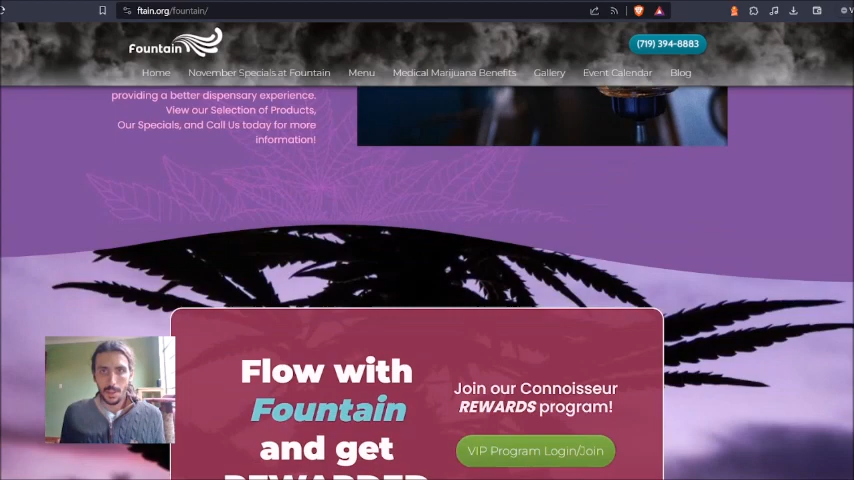 ftain.org/fountain/
Fountain
(719) 394-8883
Home
November Specials at Fountain
Menu
Medical Marijuana Benefits
Gallery
Event Calendar
Blog
providing a better dispensary experience.
View our Selection of Products,
Our Specials, and Call Us today for more
information!
Flow with
Fountain
and get
REWARDED
Join our Connoisseur
REWARDS program!
VIP Program Login/Join